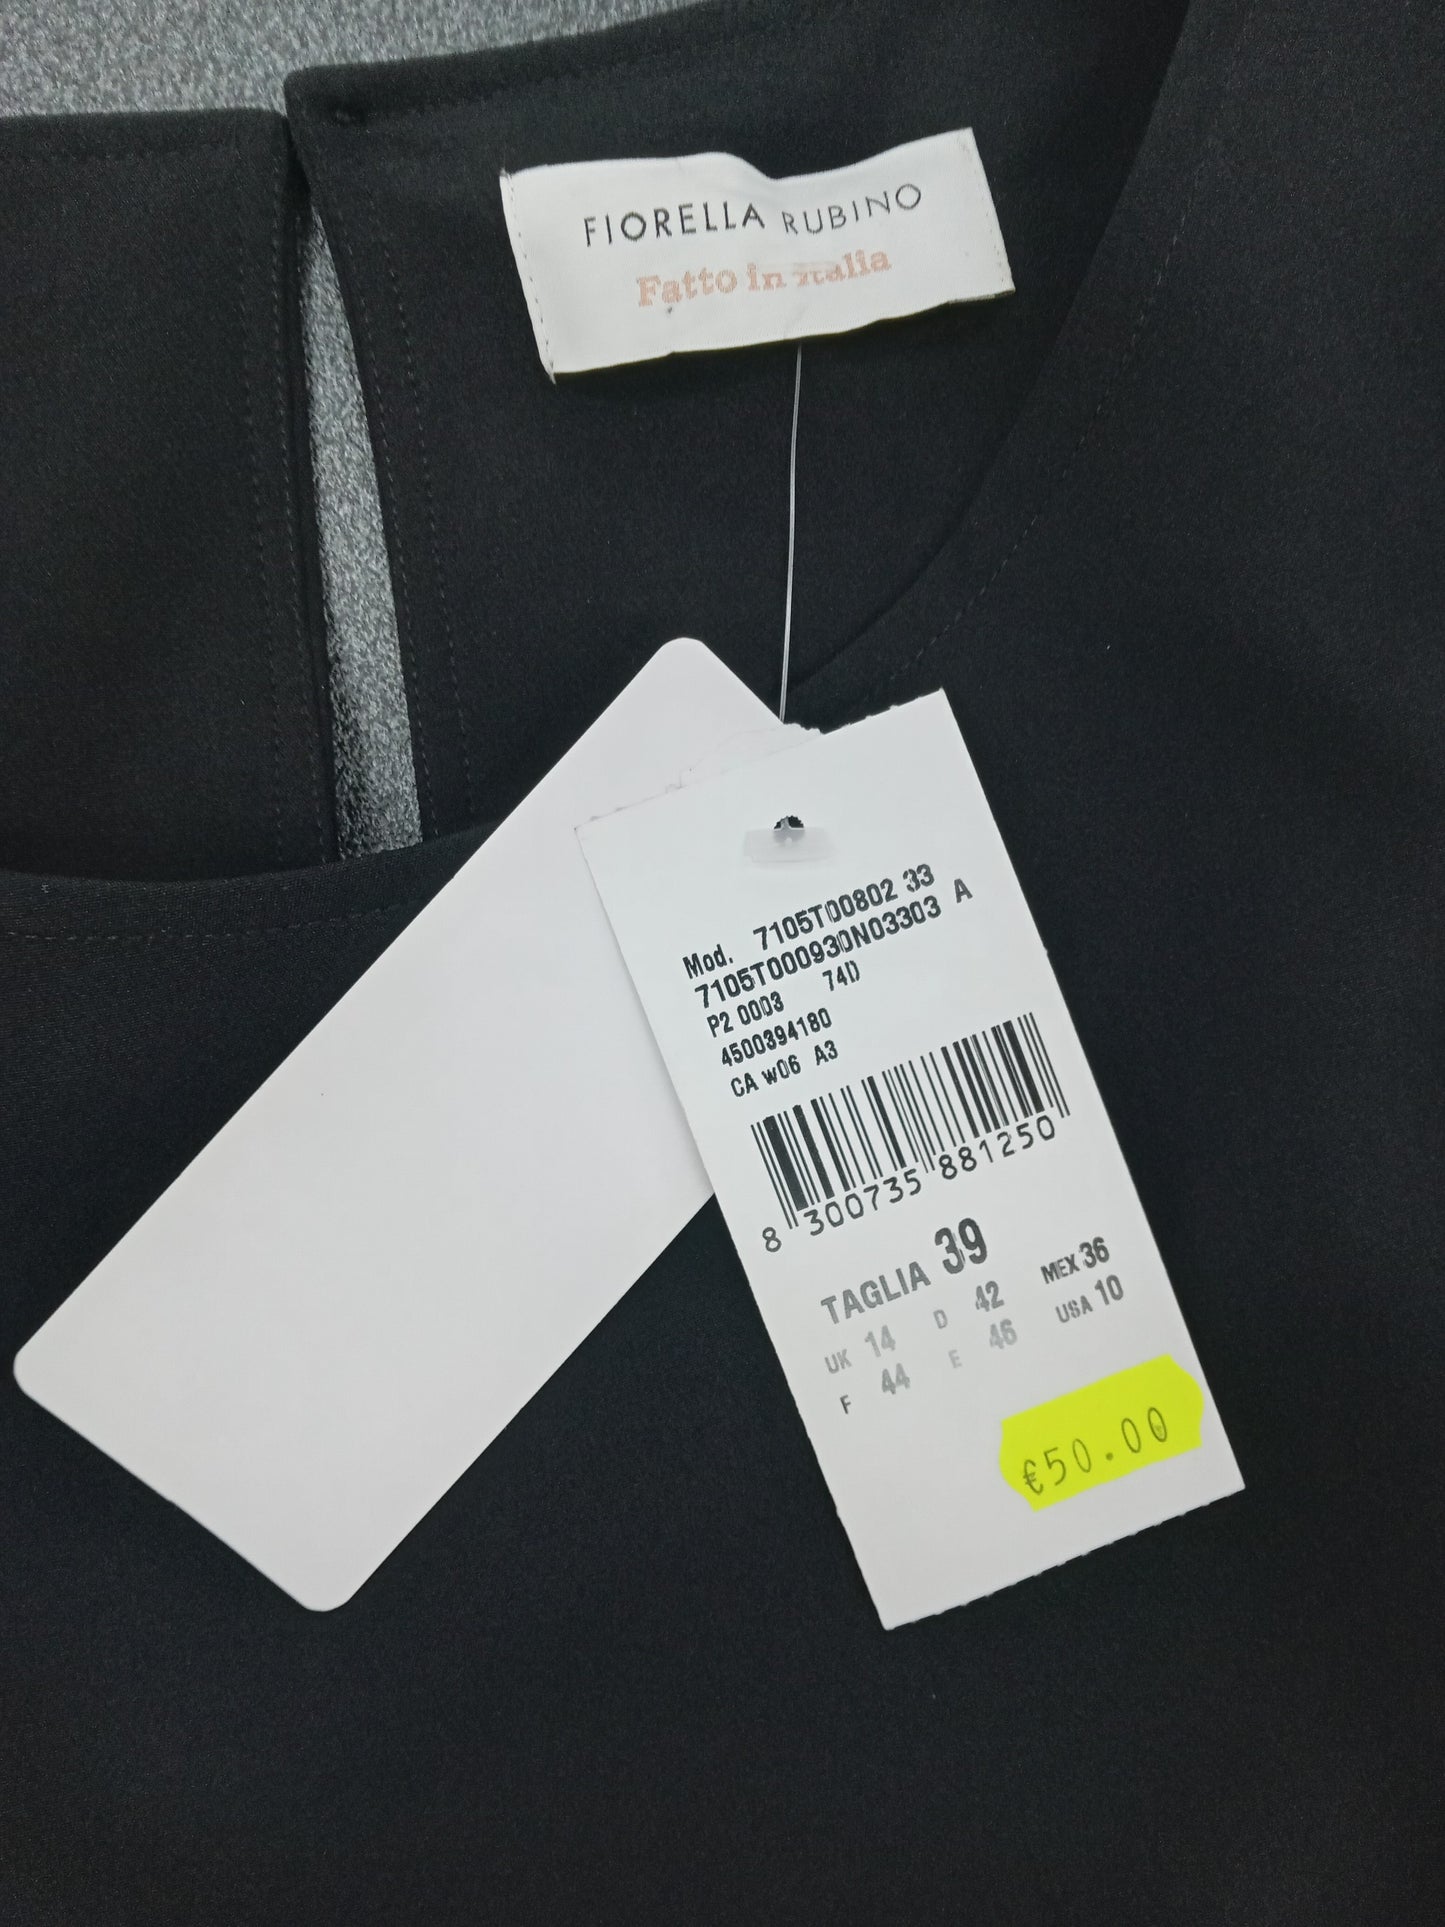 FIORELLA RUBINO
Fatto in Italia
Mod. 7105T00802 33
7105T000930N03303 A
P2 0003 74D
4500394180
CA w06 A3
8 300735 881250
TAGLIA 39
MEX 36
UK 14 D 42 USA 10
F 44 E 46
€50.00